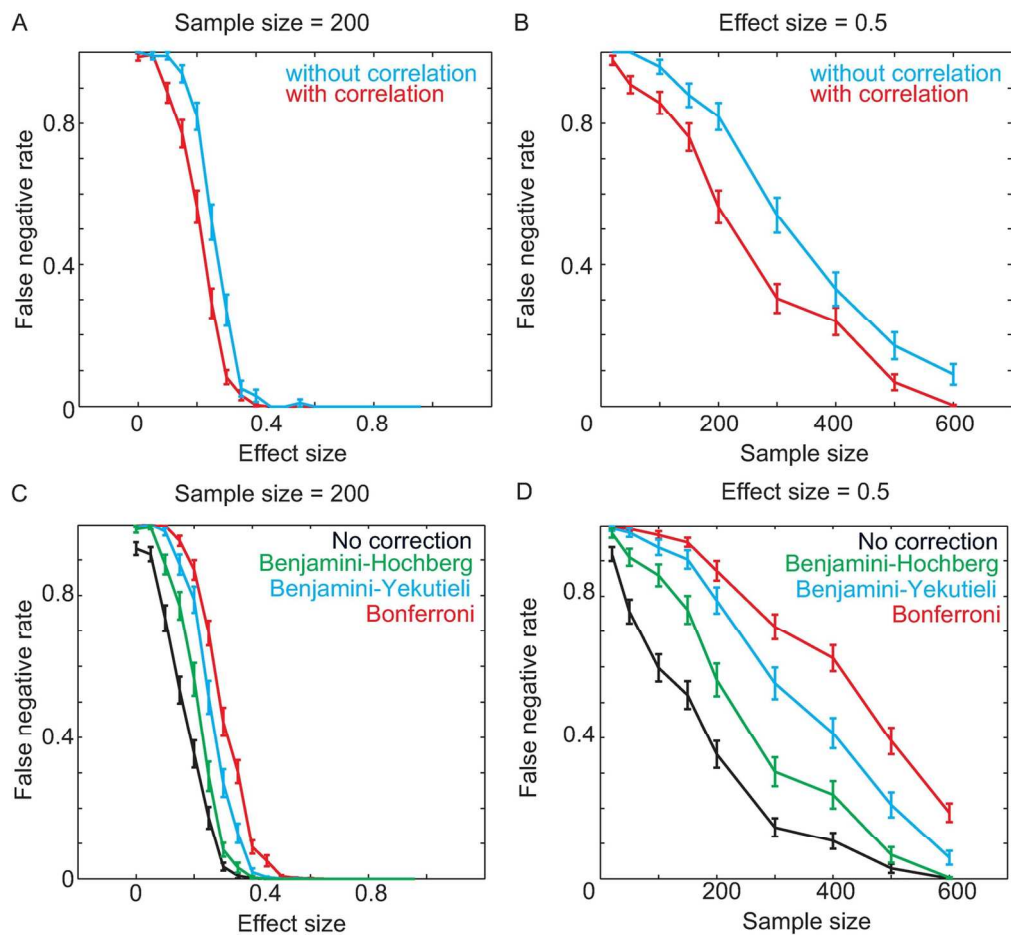 A
Sample size = 200
without correlation
with correlation
False negative rate
0.8
0.4
0
0
0.4
0.8
Effect size
B
Effect size = 0.5
without correlation
with correlation
False negative rate
0.8
0.4
0
200
400
600
Sample size
C
Sample size = 200
No correction
Benjamini-Hochberg
Benjamini-Yekutieli
Bonferroni
False negative rate
0.8
0.4
0
0
0.4
0.8
Effect size
D
Effect size = 0.5
No correction
Benjamini-Hochberg
Benjamini-Yekutieli
Bonferroni
False negative rate
0.8
0.4
0
200
400
600
Sample size